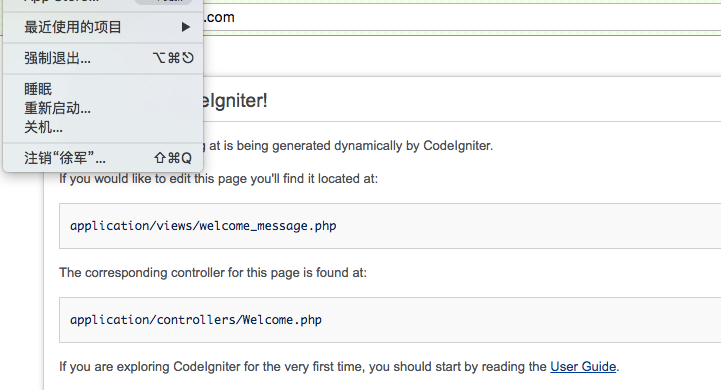 .com
最近使用的项目 ▶
强制退出... ⌥⌘⎋
睡眠
重新启动...
关机...
注销“徐军”... ⇧⌘Q
eIgniter!
g at is being generated dynamically by CodeIgniter.
If you would like to edit this page you'll find it located at:
application/views/welcome_message.php
The corresponding controller for this page is found at:
application/controllers/Welcome.php
If you are exploring CodeIgniter for the very first time, you should start by reading the User Guide.